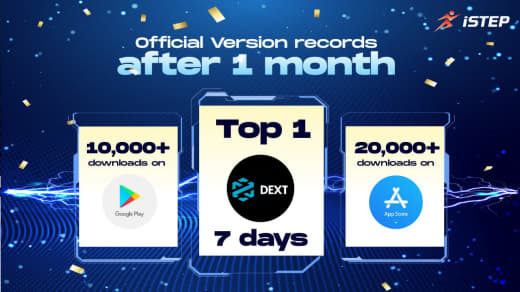 iSTEP
Official Version records
after 1 month
10,000+
downloads on
Google Play
Top 1
DEXT
7 days
20,000+
downloads on
App Store